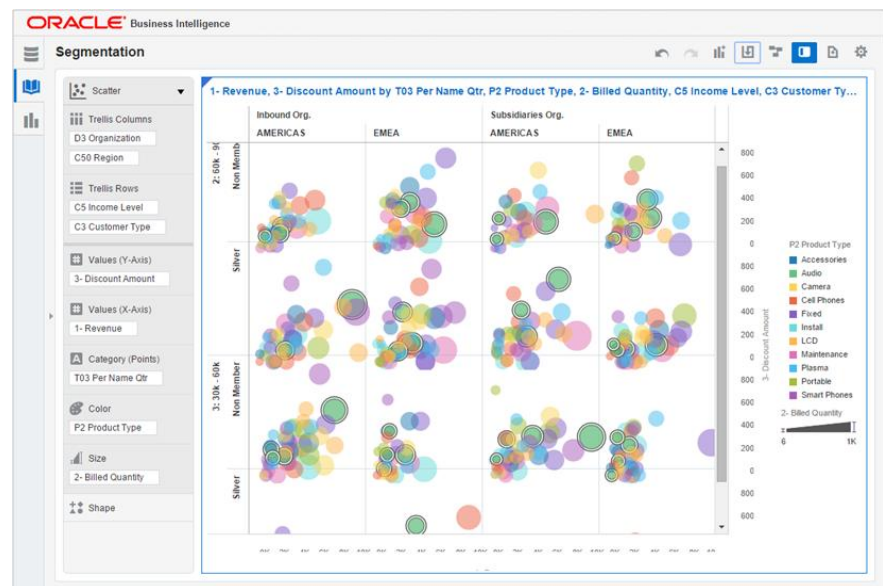 ORACLE Business Intelligence
Segmentation
Scatter
Trellis Columns
D3 Organization
C50 Region
Trellis Rows
C5 Income Level
C3 Customer Type
Values (Y-Axis)
3- Discount Amount
Values (X-Axis)
1- Revenue
Category (Points)
T03 Per Name Qtr
Color
P2 Product Type
Size
2- Billed Quantity
Shape
1- Revenue, 3- Discount Amount by T03 Per Name Qtr, P2 Product Type, 2- Billed Quantity, C5 Income Level, C3 Customer Ty...
Inbound Org. Subsidiaries Org.
AMERICAS EMEA AMERICAS EMEA
Non Memb
Silver
3: 30k - 60k
Non Member
Silver
800
600
400
200
0
800
600
400
200
0
800
600
400
200
0
800
600
3- Discount Amount
P2 Product Type
Accessories
Audio
Camera
Cell Phones
Fixed
Install
LCD
Maintenance
Plasma
Portable
Smart Phones
2- Billed Quantity
6 1K